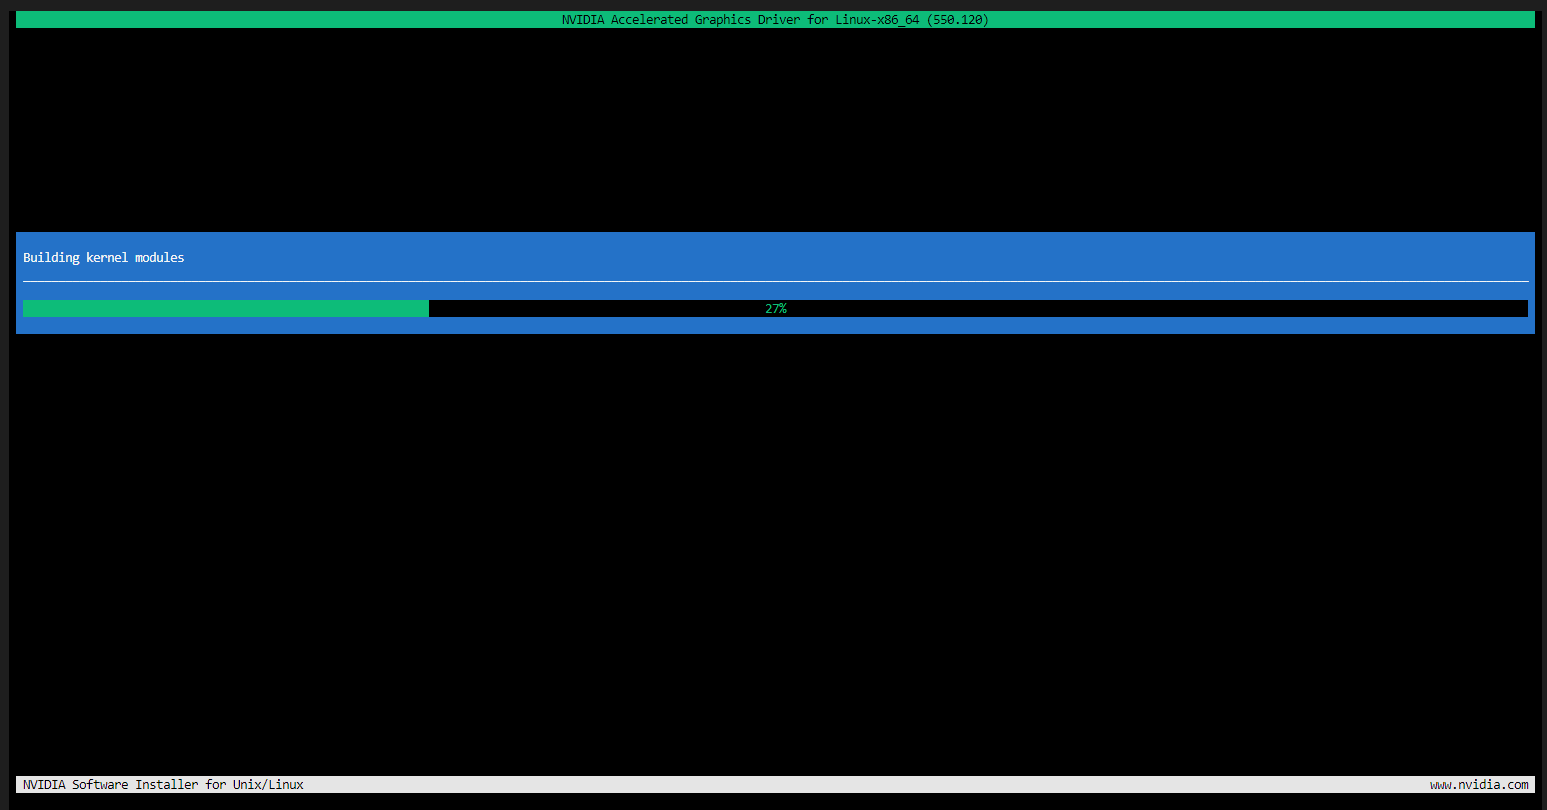 NVIDIA Accelerated Graphics Driver for Linux-x86_64 (550.120)
Building kernel modules
27%
NVIDIA Software Installer for Unix/Linux www.nvidia.com